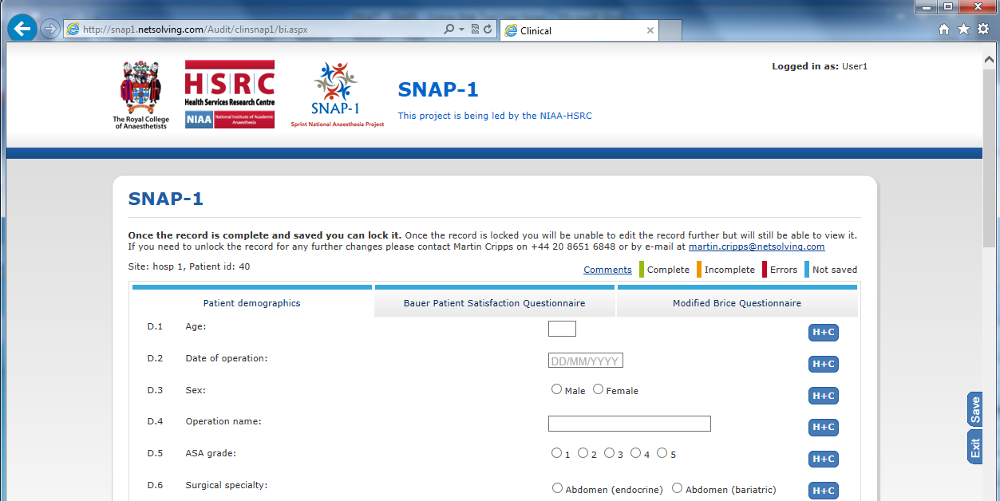 http://snap1.netsolving.com/Audit/clinsnap1/bi.aspx
Clinical
Logged in as: User1
The Royal College
of Anaesthetists
HSRC
Health Services Research Centre
NIAA
National Institute of Academic
Anaesthesia
SNAP-1
Sprint National Anaesthesia Project
SNAP-1
This project is being led by the NIAA-HSRC
SNAP-1
Once the record is complete and saved you can lock it. Once the record is locked you will be unable to edit the record further but will still be able to view it.
If you need to unlock the record for any further changes please contact Martin Cripps on +44 20 8651 6848 or by e-mail at martin.cripps@netsolving.com
Site: hosp 1, Patient id: 40
Comments Complete Incomplete Errors Not saved
Patient demographics Bauer Patient Satisfaction Questionnaire Modified Brice Questionnaire
D.1 Age: H+C
D.2 Date of operation: DD/MM/YYYY H+C
D.3 Sex: Male Female H+C
D.4 Operation name: H+C
D.5 ASA grade: 1 2 3 4 5 H+C
D.6 Surgical specialty: Abdomen (endocrine) Abdomen (bariatric) H+C
Save
Exit